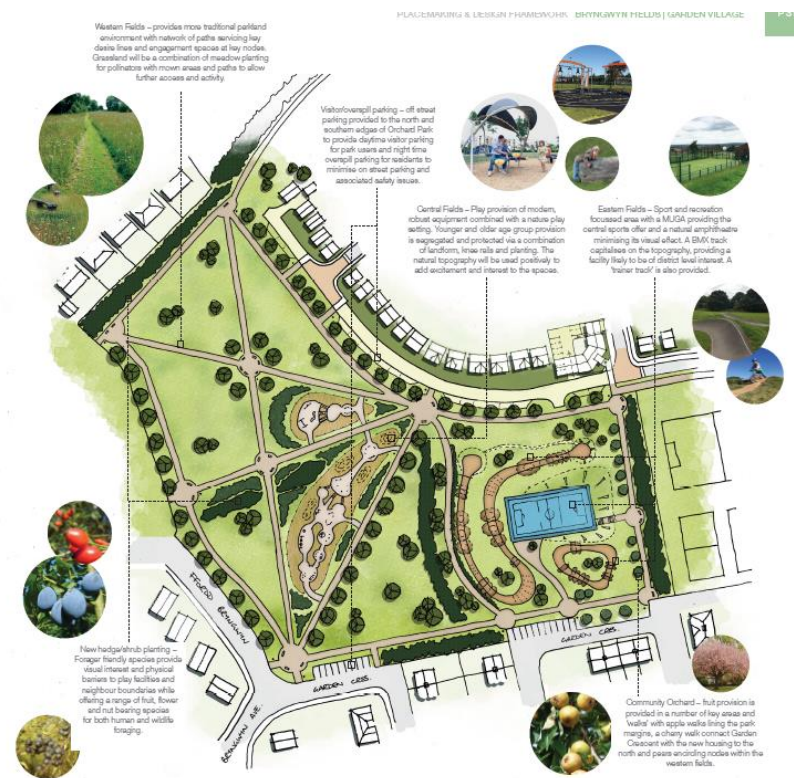 PLACEMAKING & DESIGN FRAMEWORK BRYNGWYN FIELDS | GARDEN VILLAGE
Western Fields – provides more traditional parkland
environment with network of paths servicing key
desire lines and engagement spaces at key nodes.
Grassland will be a combination of meadow planting
for pollinators with mown areas and paths to allow
further access and activity.
Visitor/overspill parking – off street
parking provided to the north and
southern edges of Orchard Park
to provide daytime visitor parking
for park users and night time
overspill parking for residents to
minimise on street parking and
associated safety issues.
Central Fields – Play provision of modern,
robust equipment combined with a nature play
setting. Younger and older age group provision
is segregated and protected via a combination
of landform, knee rails and planting. The
natural topography will be used positively to
add excitement and interest to the spaces.
Eastern Fields – Sport and recreation
focussed area with a MUGA providing the
central sports offer and a natural amphitheatre
minimising its visual effect. A BMX track
capitalises on the topography, providing a
facility likely to be of district level interest. A
'trainer track' is also provided.
FFORDD
BRYNGWYN
BRYNGWYN AVE.
GARDEN CRES.
GARDEN CRES.
New hedge/shrub planting –
Forager friendly species provide
visual interest and physical
barriers to play facilities and
neighbour boundaries while
offering a range of fruit, flower
and nut bearing species
for both human and wildlife
foraging.
Community Orchard – fruit provision is
provided in a number of key areas and
'walks' with apple walks lining the park
margins, a cherry walk connect Garden
Crescent with the new housing to the
north and pears encircling nodes within the
western fields.